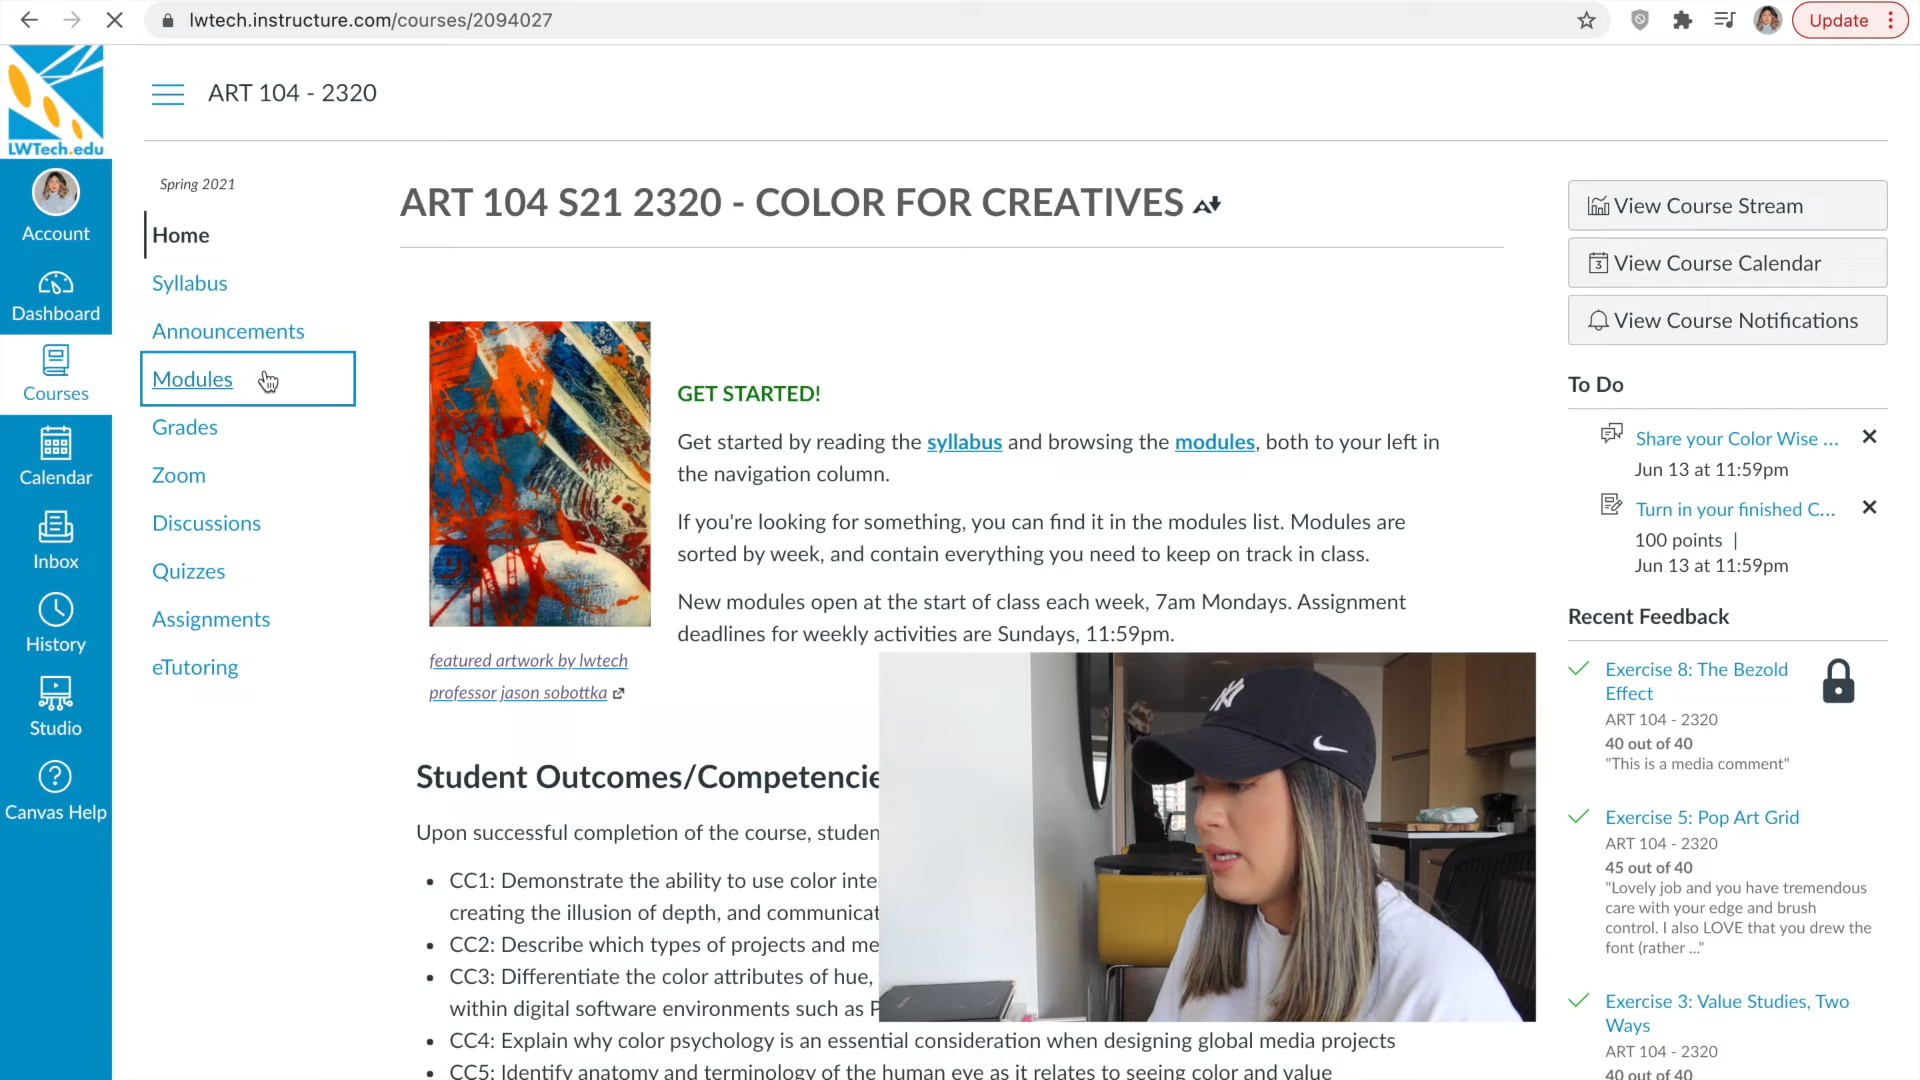 lwtech.instructure.com/courses/2094027
Update
LWTech.edu
Account
Dashboard
Courses
Calendar
Inbox
History
Studio
Canvas Help
ART 104 - 2320
Spring 2021
Home
Syllabus
Announcements
Modules
Grades
Zoom
Discussions
Quizzes
Assignments
eTutoring
ART 104 S21 2320 - COLOR FOR CREATIVES
featured artwork by lwtech
professor jason sobottka
GET STARTED!
Get started by reading the syllabus and browsing the modules, both to your left in
the navigation column.
If you're looking for something, you can find it in the modules list. Modules are
sorted by week, and contain everything you need to keep on track in class.
New modules open at the start of class each week, 7am Mondays. Assignment
deadlines for weekly activities are Sundays, 11:59pm.
Student Outcomes/Competencie
Upon successful completion of the course, studen
• CC1: Demonstrate the ability to use color inte
creating the illusion of depth, and communicat
• CC2: Describe which types of projects and me
• CC3: Differentiate the color attributes of hue,
within digital software environments such as P
• CC4: Explain why color psychology is an essential consideration when designing global media projects
• CC5: Identify anatomy and terminology of the human eye as it relates to seeing color and value
View Course Stream
3 View Course Calendar
View Course Notifications
To Do
Share your Color Wise ...
Jun 13 at 11:59pm
Turn in your finished C...
100 points |
Jun 13 at 11:59pm
Recent Feedback
Exercise 8: The Bezold
Effect
ART 104 - 2320
40 out of 40
"This is a media comment"
Exercise 5: Pop Art Grid
ART 104 - 2320
45 out of 40
"Lovely job and you have tremendous
care with your edge and brush
control. I also LOVE that you drew the
font (rather ..."
Exercise 3: Value Studies, Two
Ways
ART 104 - 2320
40 out of 40
NY